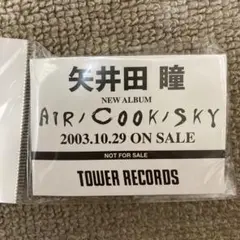 矢井田 瞳
NEW ALBUM
AIR/COOK/SKY
2003.10.29 ON SALE
NOT FOR SALE
TOWER RECORDS